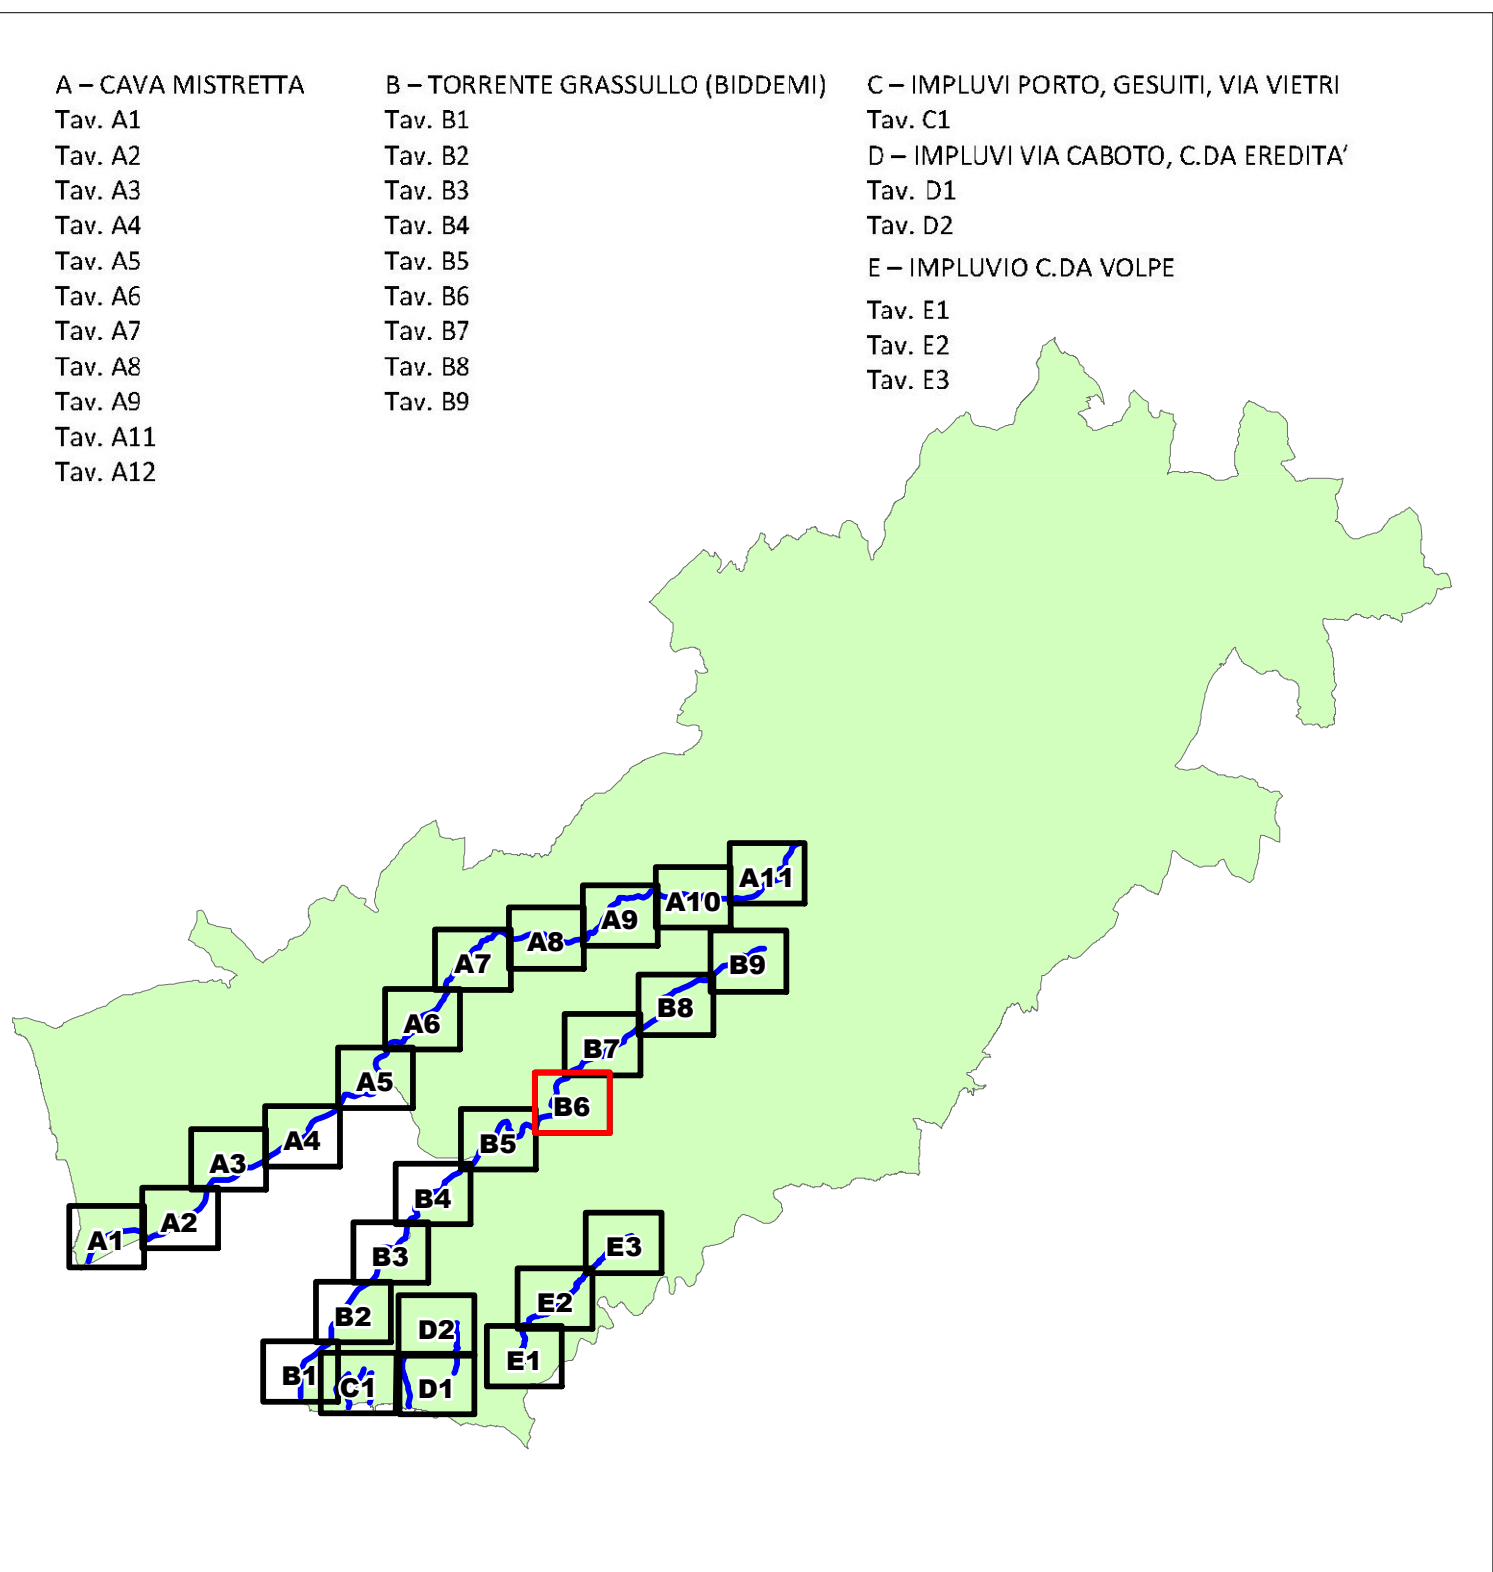 A – CAVA MISTRETTA
Tav. A1
Tav. A2
Tav. A3
Tav. A4
Tav. A5
Tav. A6
Tav. A7
Tav. A8
Tav. A9
Tav. A11
Tav. A12
B – TORRENTE GRASSULLO (BIDDEMI)
Tav. B1
Tav. B2
Tav. B3
Tav. B4
Tav. B5
Tav. B6
Tav. B7
Tav. B8
Tav. B9
C – IMPLUVI PORTO, GESUITI, VIA VIETRI
Tav. C1
D – IMPLUVI VIA CABOTO, C.DA EREDITA’
Tav. D1
Tav. D2
E – IMPLUVIO C.DA VOLPE
Tav. E1
Tav. E2
Tav. E3
A11
A10
A9
A8
A7
B9
B8
A6
B7
A5
B6
A4
B5
A3
B4
A2
A1
B3
E3
E2
B2
D2
E1
B1
C1
D1